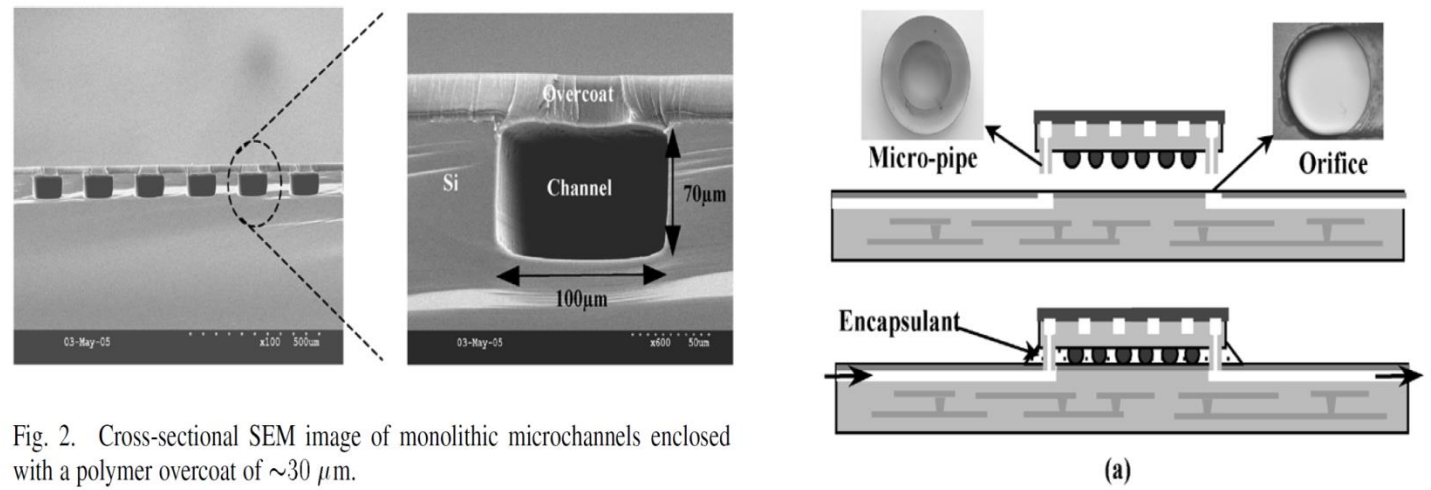 Overcoat
Si
Channel
70µm
100µm
03-May-05
x100 500um
03-May-05
x600 50um
Fig. 2. Cross-sectional SEM image of monolithic microchannels enclosed
with a polymer overcoat of ~30 µm.
Micro-pipe
Orifice
Encapsulant
(a)